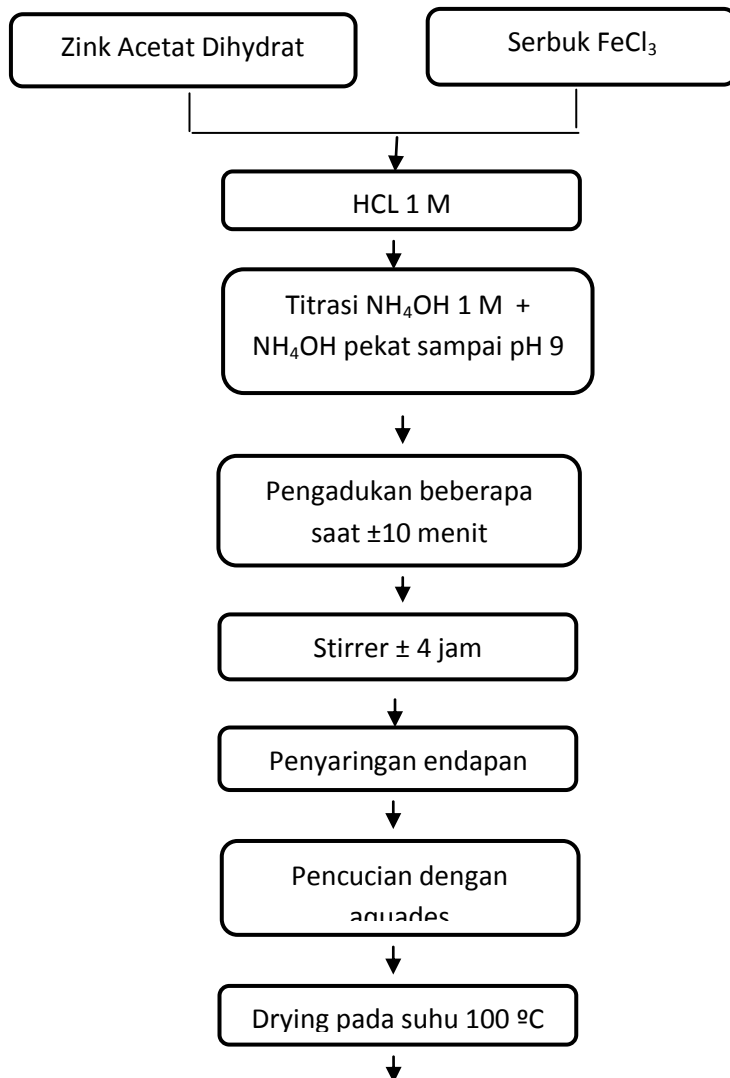 Zink Acetat Dihydrat
Serbuk FeCl₃
HCL 1 M
Titrasi NH₄OH 1 M +
NH₄OH pekat sampai pH 9
Pengadukan beberapa
saat ±10 menit
Stirrer ± 4 jam
Penyaringan endapan
Pencucian dengan
aquades
Drying pada suhu 100 ºC